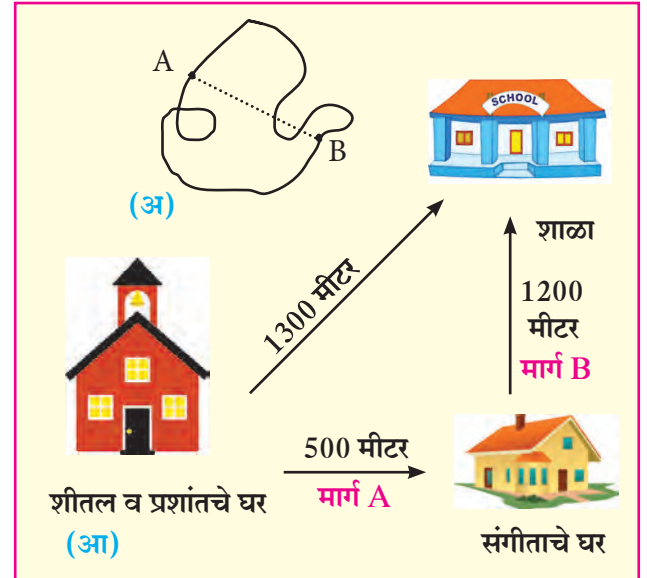 A
B
(अ)
SCHOOL
शाळा
1300 मीटर
1200
मीटर
मार्ग B
500 मीटर
मार्ग A
शीतल व प्रशांतचे घर
(आ)
संगीताचे घर